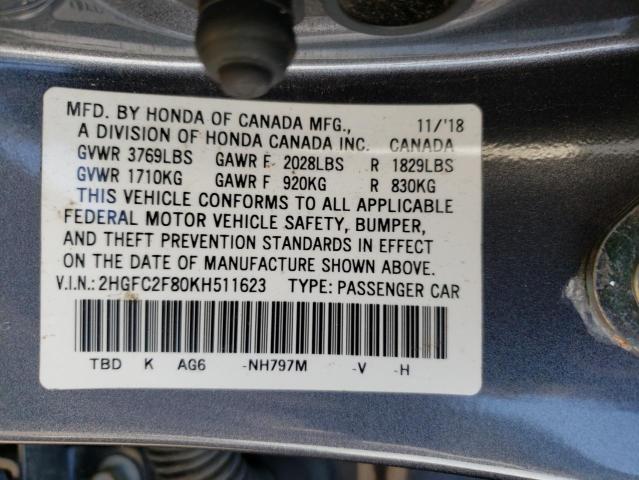 MFD. BY HONDA OF CANADA MFG., 11/'18
A DIVISION OF HONDA CANADA INC. CANADA
GVWR 3769LBS GAWR F 2028LBS R 1829LBS
GVWR 1710KG GAWR F 920KG R 830KG
THIS VEHICLE CONFORMS TO ALL APPLICABLE
FEDERAL MOTOR VEHICLE SAFETY, BUMPER,
AND THEFT PREVENTION STANDARDS IN EFFECT
ON THE DATE OF MANUFACTURE SHOWN ABOVE.
V.I.N.: 2HGFC2F80KH511623 TYPE: PASSENGER CAR
TBD K AG6 -NH797M -V -H